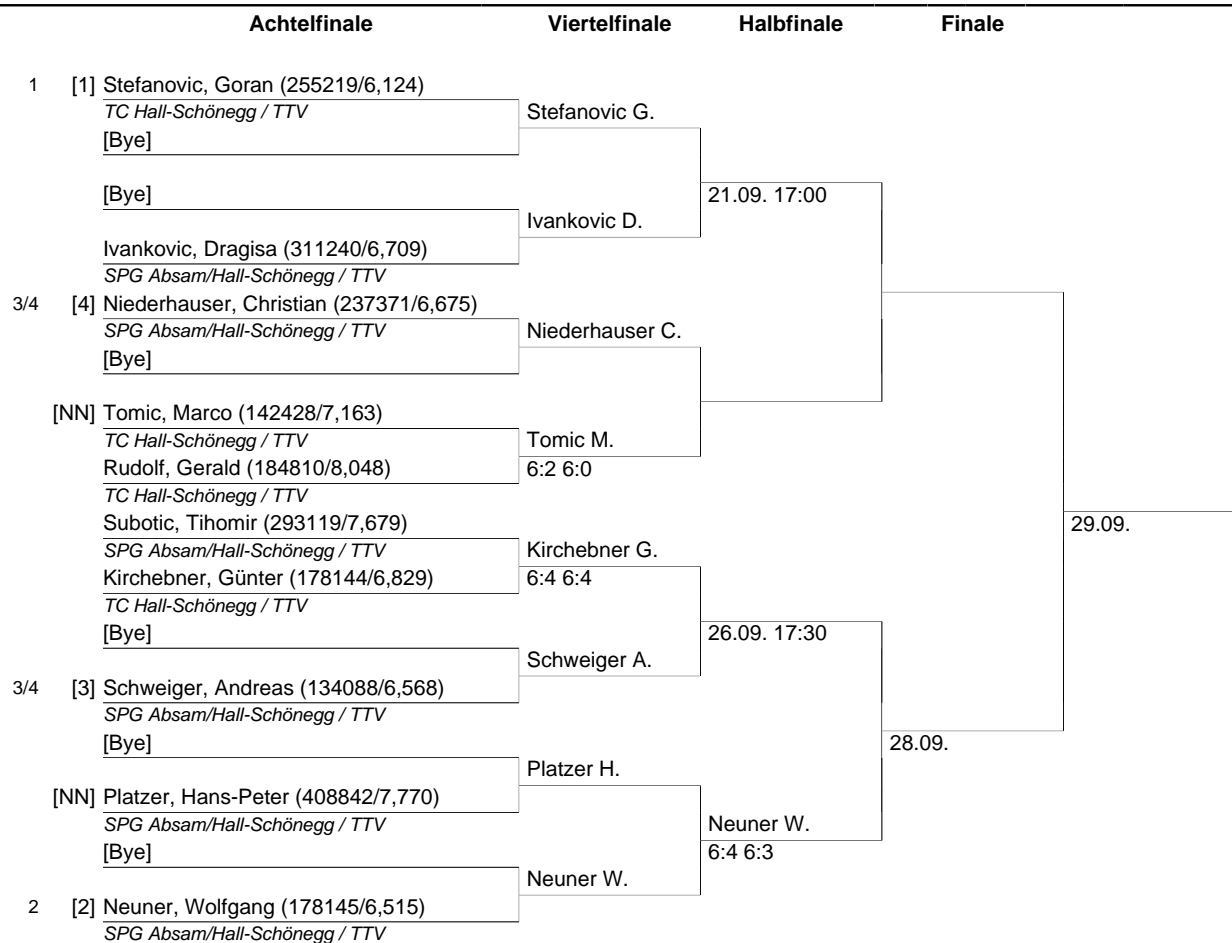 Achtelfinale Viertelfinale Halbfinale Finale
1 [1] Stefanovic, Goran (255219/6,124)
TC Hall-Schönegg / TTV Stefanovic G.
[Bye]
[Bye] 21.09. 17:00
Ivankovic D.
Ivankovic, Dragisa (311240/6,709)
SPG Absam/Hall-Schönegg / TTV
3/4 [4] Niederhauser, Christian (237371/6,675)
SPG Absam/Hall-Schönegg / TTV Niederhauser C.
[Bye]
[NN] Tomic, Marco (142428/7,163)
TC Hall-Schönegg / TTV Tomic M.
Rudolf, Gerald (184810/8,048) 6:2 6:0
TC Hall-Schönegg / TTV
Subotic, Tihomir (293119/7,679) 29.09.
SPG Absam/Hall-Schönegg / TTV Kirchebner G.
Kirchebner, Günter (178144/6,829) 6:4 6:4
TC Hall-Schönegg / TTV
[Bye] 26.09. 17:30
Schweiger A.
3/4 [3] Schweiger, Andreas (134088/6,568)
SPG Absam/Hall-Schönegg / TTV
[Bye] 28.09.
Platzer H.
[NN] Platzer, Hans-Peter (408842/7,770)
SPG Absam/Hall-Schönegg / TTV Neuner W.
[Bye] 6:4 6:3
Neuner W.
2 [2] Neuner, Wolfgang (178145/6,515)
SPG Absam/Hall-Schönegg / TTV